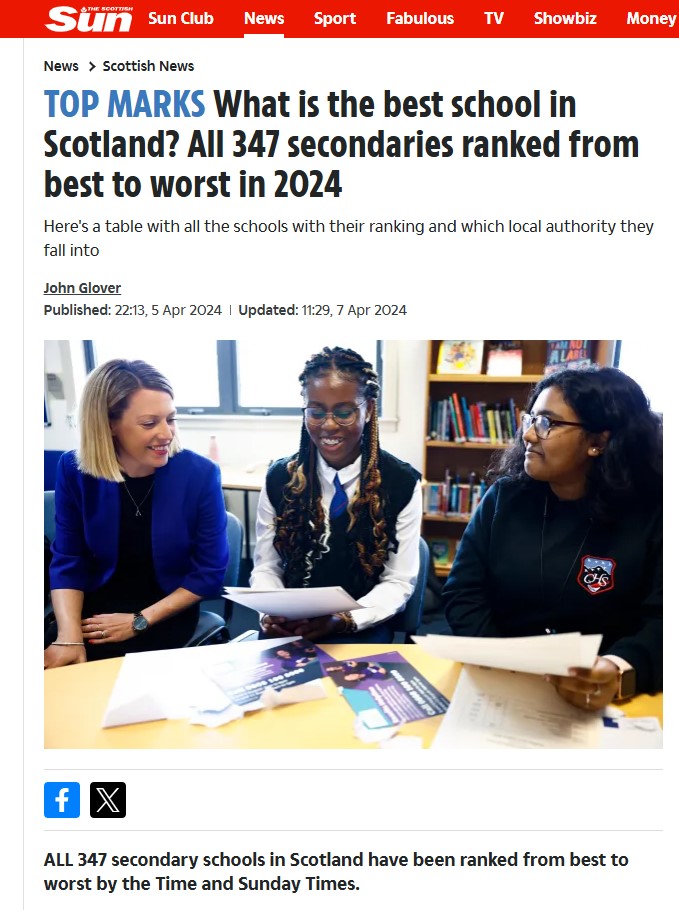 THE SCOTTISH
Sun
Sun Club News Sport Fabulous TV Showbiz Money
News > Scottish News
TOP MARKS What is the best school in
Scotland? All 347 secondaries ranked from
best to worst in 2024
Here's a table with all the schools with their ranking and which local authority they
fall into
John Glover
Published: 22:13, 5 Apr 2024 | Updated: 11:29, 7 Apr 2024
I AM NOT
A LABEL
CHS
ALL 347 secondary schools in Scotland have been ranked from best to
worst by the Time and Sunday Times.